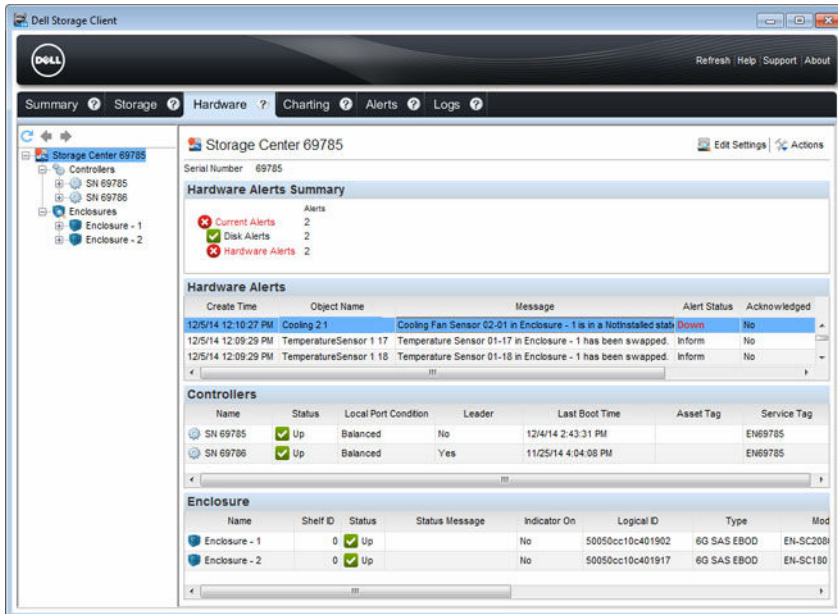 Dell Storage Client
DELL
Refresh Help Support About
Summary ? Storage ? Hardware ? Charting ? Alerts ? Logs ?
Storage Center 69785
Controllers
SN 69785
SN 69786
Enclosures
Enclosure - 1
Enclosure - 2
Storage Center 69785
Edit Settings Actions
Serial Number 69785
Hardware Alerts Summary
Alerts
Current Alerts 2
Disk Alerts 2
Hardware Alerts 2
Hardware Alerts
Create Time Object Name Message Alert Status Acknowledged
12/5/14 12:10:27 PM Cooling 2 1 Cooling Fan Sensor 02-01 in Enclosure - 1 is in a NotInstalled stat Down No
12/5/14 12:09:29 PM TemperatureSensor 1 17 Temperature Sensor 01-17 in Enclosure - 1 has been swapped. Inform No
12/5/14 12:09:29 PM TemperatureSensor 1 18 Temperature Sensor 01-18 in Enclosure - 1 has been swapped. Inform No
Controllers
Name Status Local Port Condition Leader Last Boot Time Asset Tag Service Tag
SN 69785 Up Balanced No 12/4/14 2:43:31 PM EN69785
SN 69786 Up Balanced Yes 11/25/14 4:04:08 PM EN69785
Enclosure
Name Shelf ID Status Status Message Indicator On Logical ID Type Mod
Enclosure - 1 0 Up No 50050cc10c401902 6G SAS EBOD EN-SC208
Enclosure - 2 0 Up No 50050cc10c401917 6G SAS EBOD EN-SC180